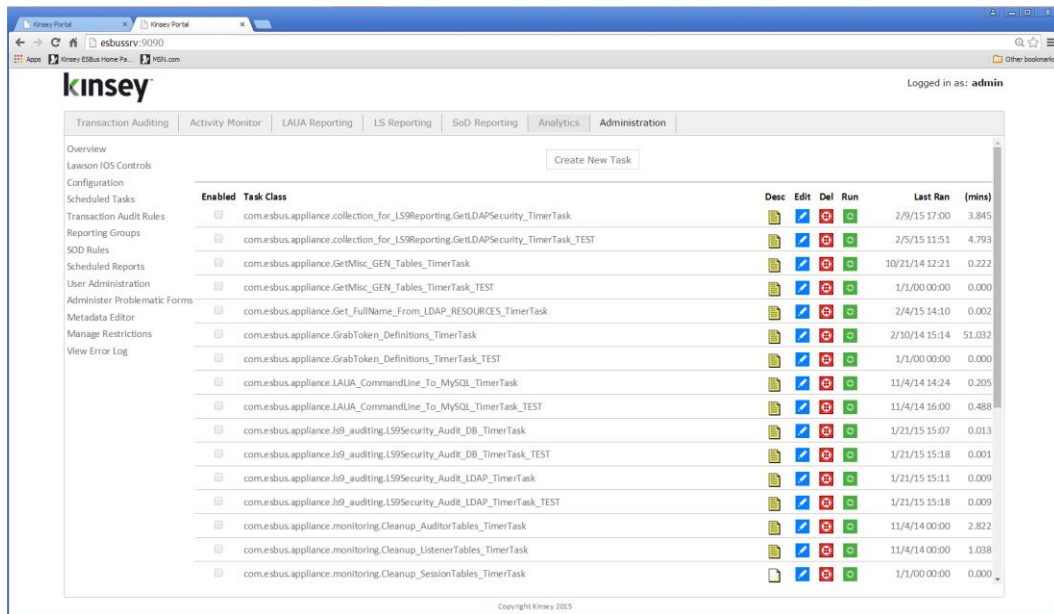 Kinsey Portal
Kinsey Portal
esbussrv:9090
Apps Kinsey ESBus Home Pa... MSN.com Other bookmarks
kinsey
Logged in as: admin
Transaction Auditing Activity Monitor LAUA Reporting LS Reporting SoD Reporting Analytics Administration
Overview
Lawson IOS Controls
Configuration
Scheduled Tasks
Transaction Audit Rules
Reporting Groups
SOD Rules
Scheduled Reports
User Administration
Administer Problematic Forms
Metadata Editor
Manage Restrictions
View Error Log
Create New Task
Enabled Task Class Desc Edit Del Run Last Ran (mins)
com.esbus.appliance.collection_for_LS9Reporting.GetLDAPSecurity_TimerTask 2/9/15 17:00 3.845
com.esbus.appliance.collection_for_LS9Reporting.GetLDAPSecurity_TimerTask_TEST 2/5/15 11:51 4.793
com.esbus.appliance.GetMisc_GEN_Tables_TimerTask 10/21/14 12:21 0.222
com.esbus.appliance.GetMisc_GEN_Tables_TimerTask_TEST 1/1/00 00:00 0.000
com.esbus.appliance.Get_FullName_From_LDAP_RESOURCES_TimerTask 2/4/15 14:10 0.002
com.esbus.appliance.GrabToken_Definitions_TimerTask 2/10/14 15:14 51.032
com.esbus.appliance.GrabToken_Definitions_TimerTask_TEST 1/1/00 00:00 0.000
com.esbus.appliance.LAUA_CommandLine_To_MySQL_TimerTask 11/4/14 14:24 0.205
com.esbus.appliance.LAUA_CommandLine_To_MySQL_TimerTask_TEST 11/4/14 16:00 0.488
com.esbus.appliance.ls9_auditing.LS9Security_Audit_DB_TimerTask 1/21/15 15:07 0.013
com.esbus.appliance.ls9_auditing.LS9Security_Audit_DB_TimerTask_TEST 1/21/15 15:18 0.001
com.esbus.appliance.ls9_auditing.LS9Security_Audit_LDAP_TimerTask 1/21/15 15:11 0.009
com.esbus.appliance.ls9_auditing.LS9Security_Audit_LDAP_TimerTask_TEST 1/21/15 15:18 0.009
com.esbus.appliance.monitoring.Cleanup_AuditorTables_TimerTask 11/4/14 00:00 2.822
com.esbus.appliance.monitoring.Cleanup_ListenerTables_TimerTask 11/4/14 00:00 1.038
com.esbus.appliance.monitoring.Cleanup_SessionTables_TimerTask 1/1/00 00:00 0.000
Copyright Kinsey 2015